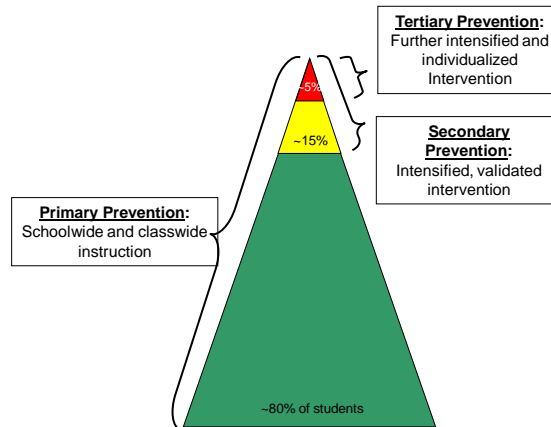 Tertiary Prevention:
Further intensified and
individualized
Intervention
~5%
~15%
Secondary
Prevention:
Intensified, validated
intervention
Primary Prevention:
Schoolwide and classwide
instruction
~80% of students